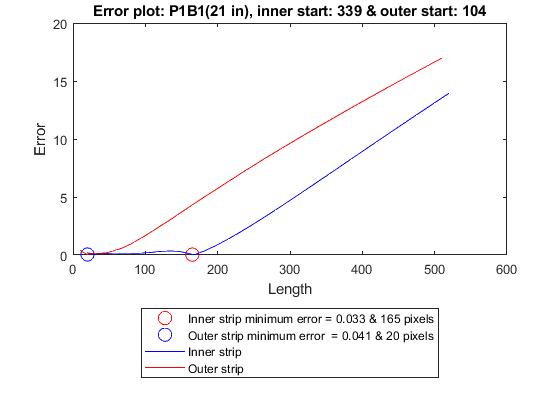 Error plot: P1B1(21 in), inner start: 339 & outer start: 104
20
15
10
5
0
Error
0 100 200 300 400 500 600
Length
Inner strip minimum error = 0.033 & 165 pixels
Outer strip minimum error = 0.041 & 20 pixels
Inner strip
Outer strip